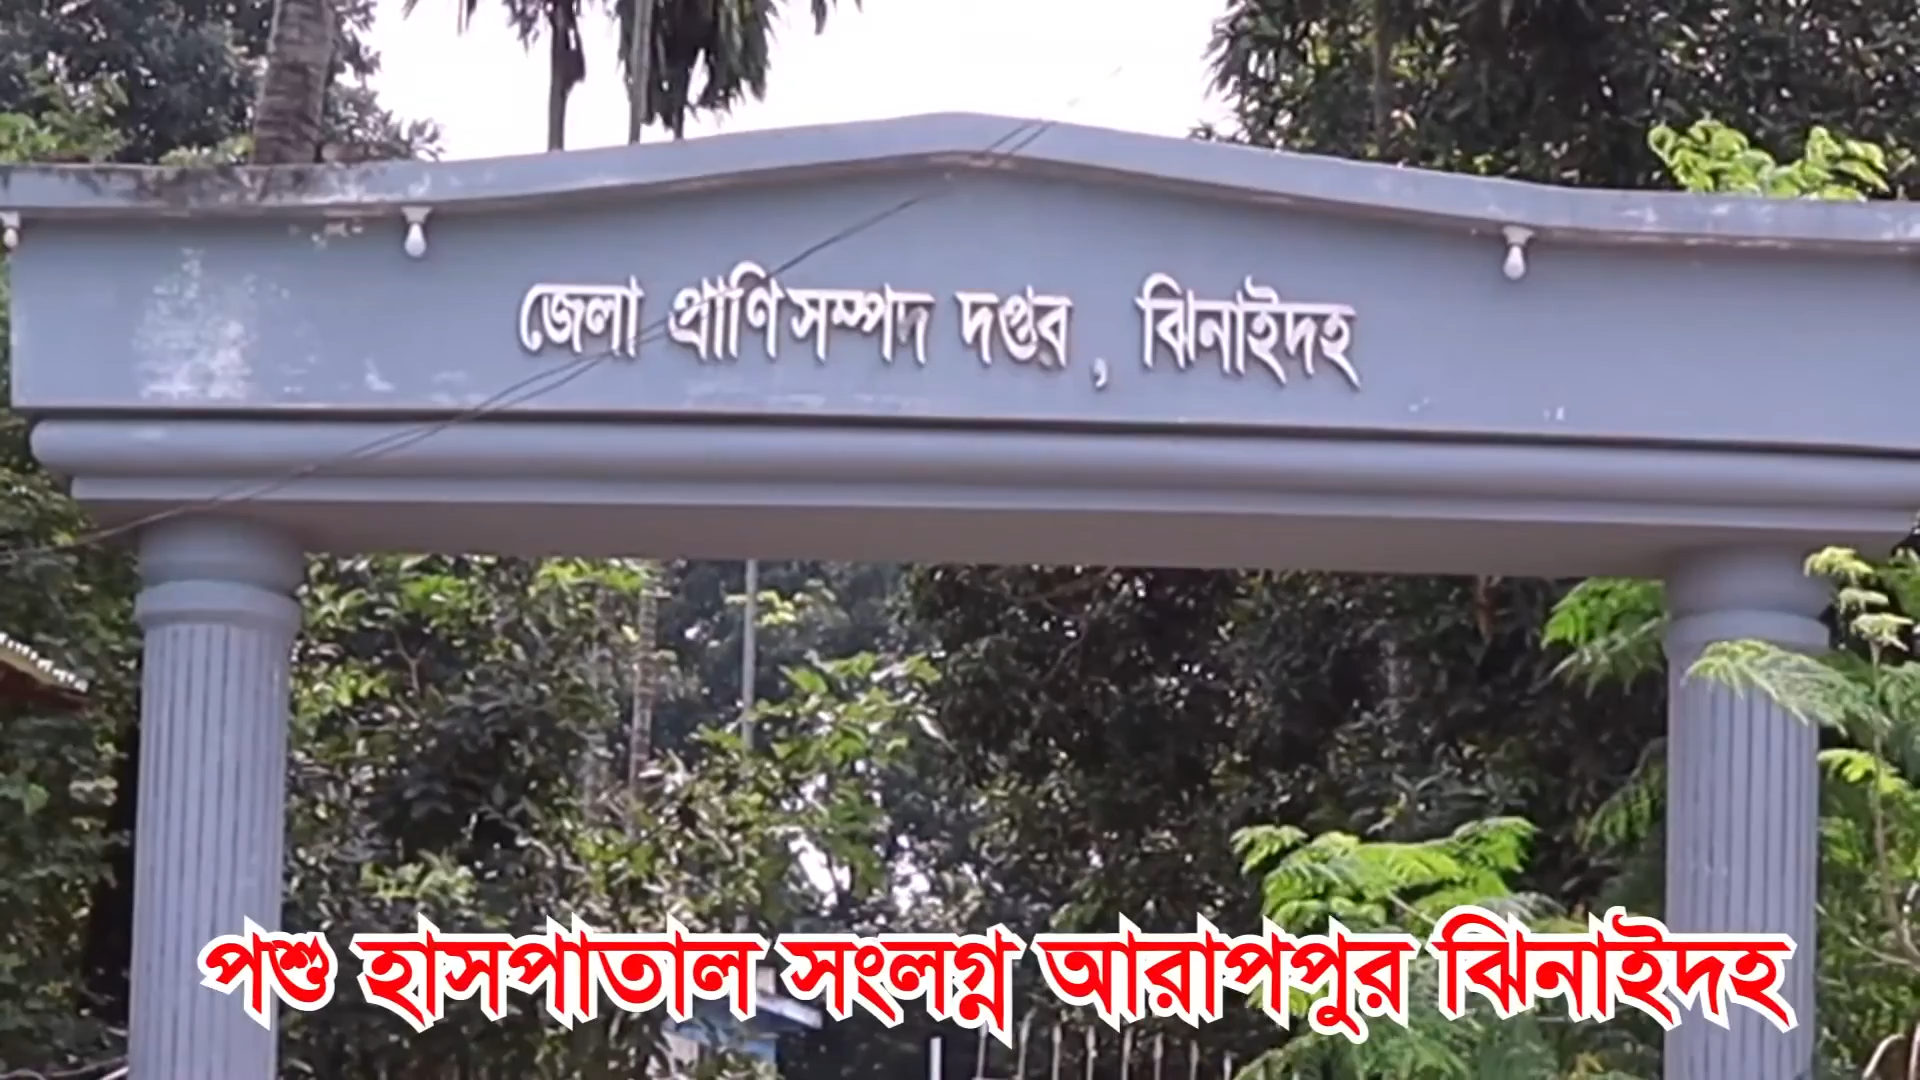 জেলা প্রাণিসম্পদ দপ্তর, ঝিনাইদহ
পশু হাসপাতাল সংলগ্ন আরাপপুর ঝিনাইদহ